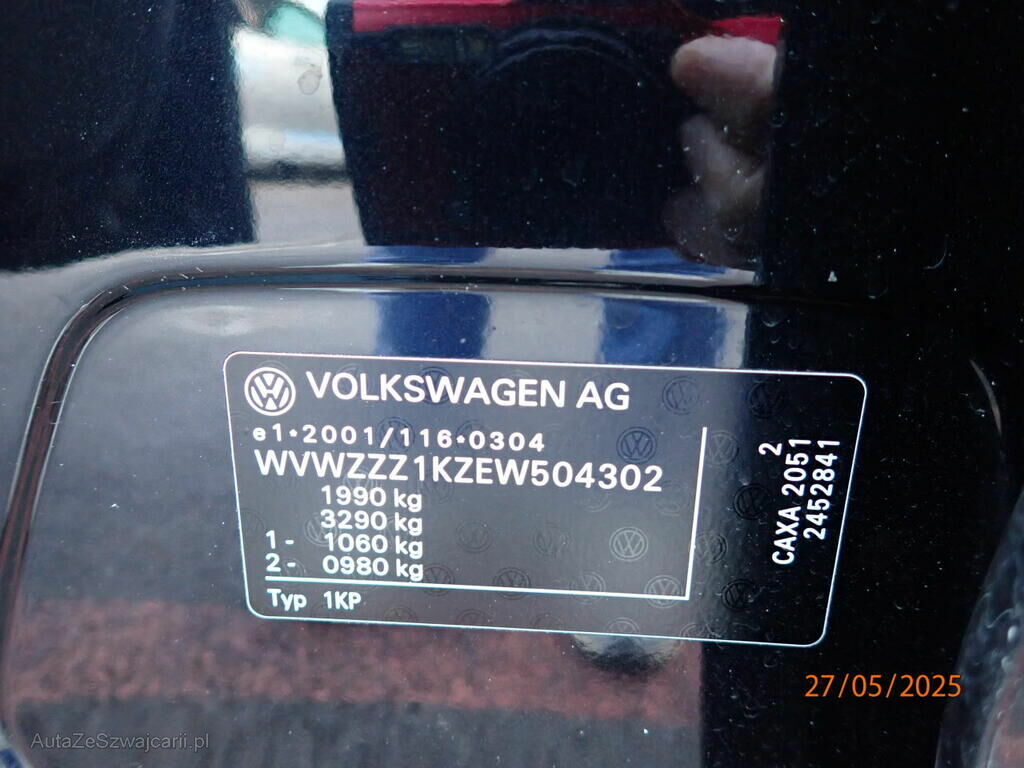 VOLKSWAGEN AG
e1*2001/116*0304
WVWZZZ1KZEW504302
1990 kg
3290 kg
1- 1060 kg
2- 0980 kg
Typ 1KP
2
CAXA 2051
2452841
27/05/2025
AutaZeSzwajcarii.pl